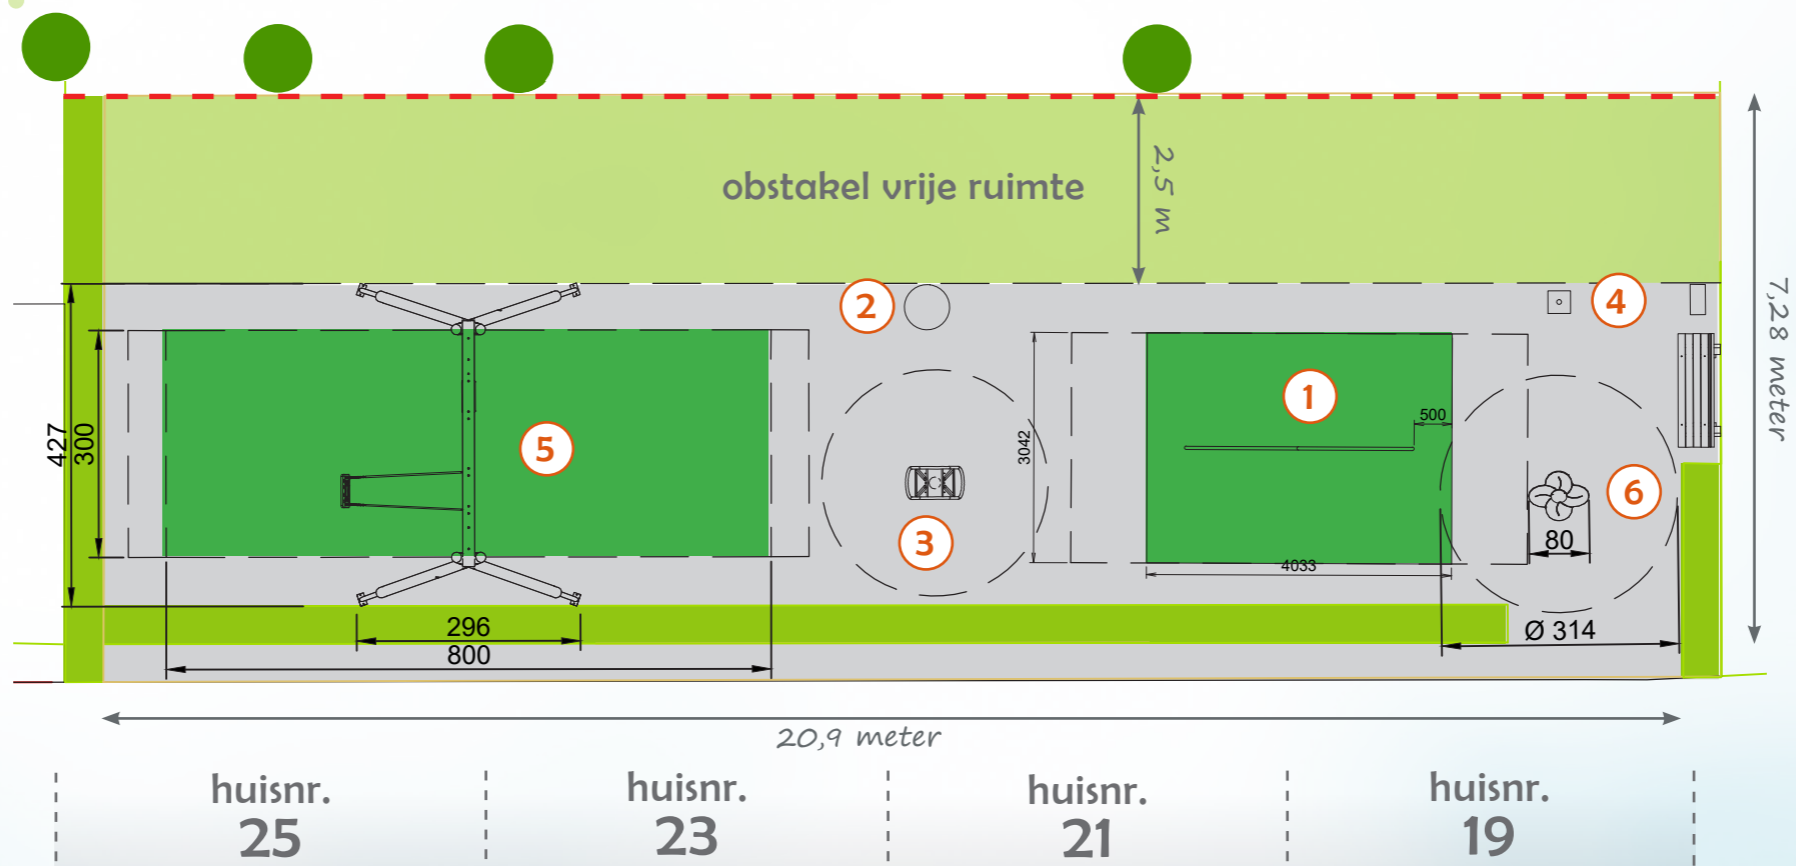 obstakel vrije ruimte
2,5 m
2
4
7,28 meter
1
500
427
300
5
3042
6
3
80
4033
296
Ø 314
800
20,9 meter
huisnr.
25
huisnr.
23
huisnr.
21
huisnr.
19